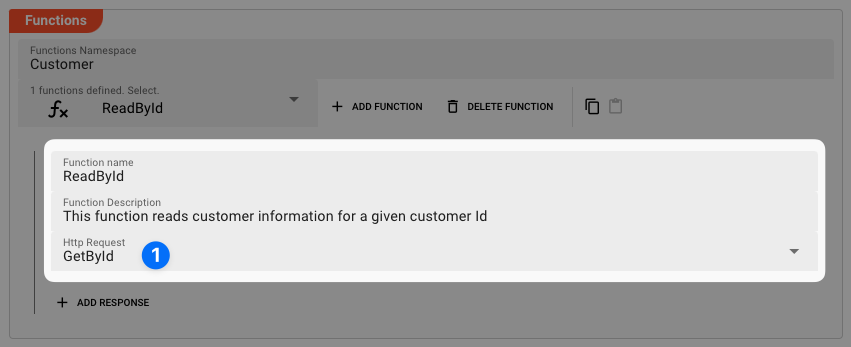 Functions
Functions Namespace
Customer
1 functions defined. Select.
fx ReadById
ADD FUNCTION
DELETE FUNCTION
Function name
ReadById
Function Description
This function reads customer information for a given customer Id
Http Request
GetById
1
ADD RESPONSE